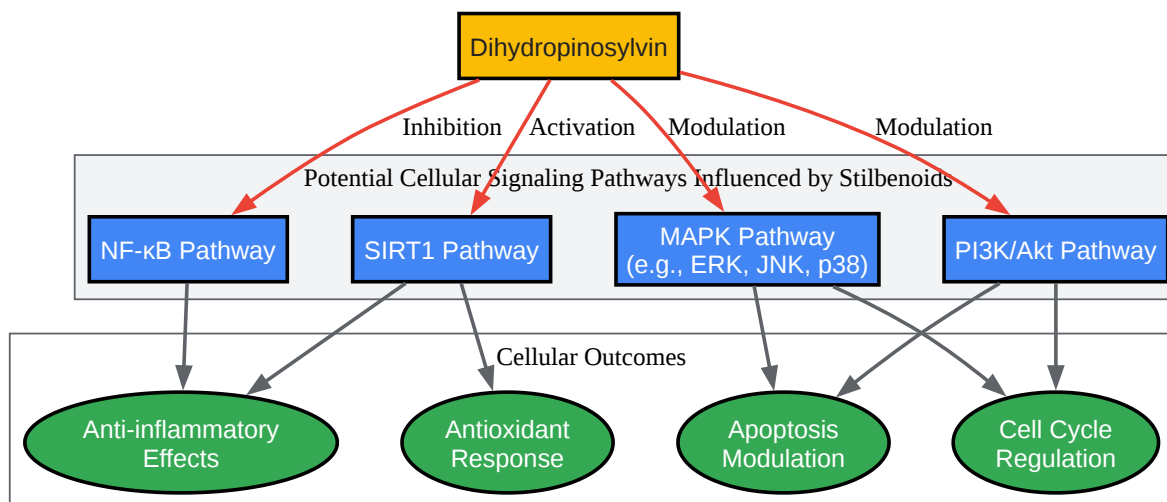 Dihydropinosylvin
Inhibition
Activation
Modulation
Modulation
Potential Cellular Signaling Pathways Influenced by Stilbenoids
NF-κB Pathway
SIRT1 Pathway
MAPK Pathway
(e.g., ERK, JNK, p38)
PI3K/Akt Pathway
Cellular Outcomes
Anti-inflammatory
Effects
Antioxidant
Response
Apoptosis
Modulation
Cell Cycle
Regulation